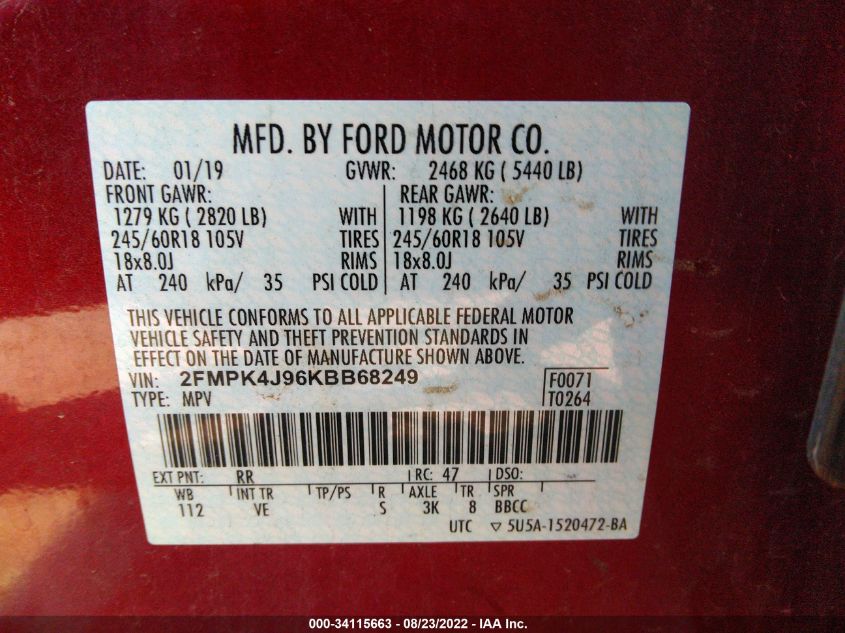 MFD. BY FORD MOTOR CO.
DATE: 01/19 GVWR: 2468 KG ( 5440 LB)
FRONT GAWR: REAR GAWR:
1279 KG ( 2820 LB) WITH 1198 KG ( 2640 LB) WITH
245/60R18 105V TIRES 245/60R18 105V TIRES
18x8.0J RIMS 18x8.0J RIMS
AT 240 kPa/ 35 PSI COLD AT 240 kPa/ 35 PSI COLD
THIS VEHICLE CONFORMS TO ALL APPLICABLE FEDERAL MOTOR
VEHICLE SAFETY AND THEFT PREVENTION STANDARDS IN
EFFECT ON THE DATE OF MANUFACTURE SHOWN ABOVE.
VIN: 2FMPK4J96KBB68249 F0071
TYPE: MPV T0264
EXT PNT: RR RC: 47 DSO:
WB INT TR TP/PS R AXLE TR SPR
112 VE S 3K 8 BBCC
UTC ▽ 5U5A-1520472-BA
000-34115663 - 08/23/2022 - IAA Inc.